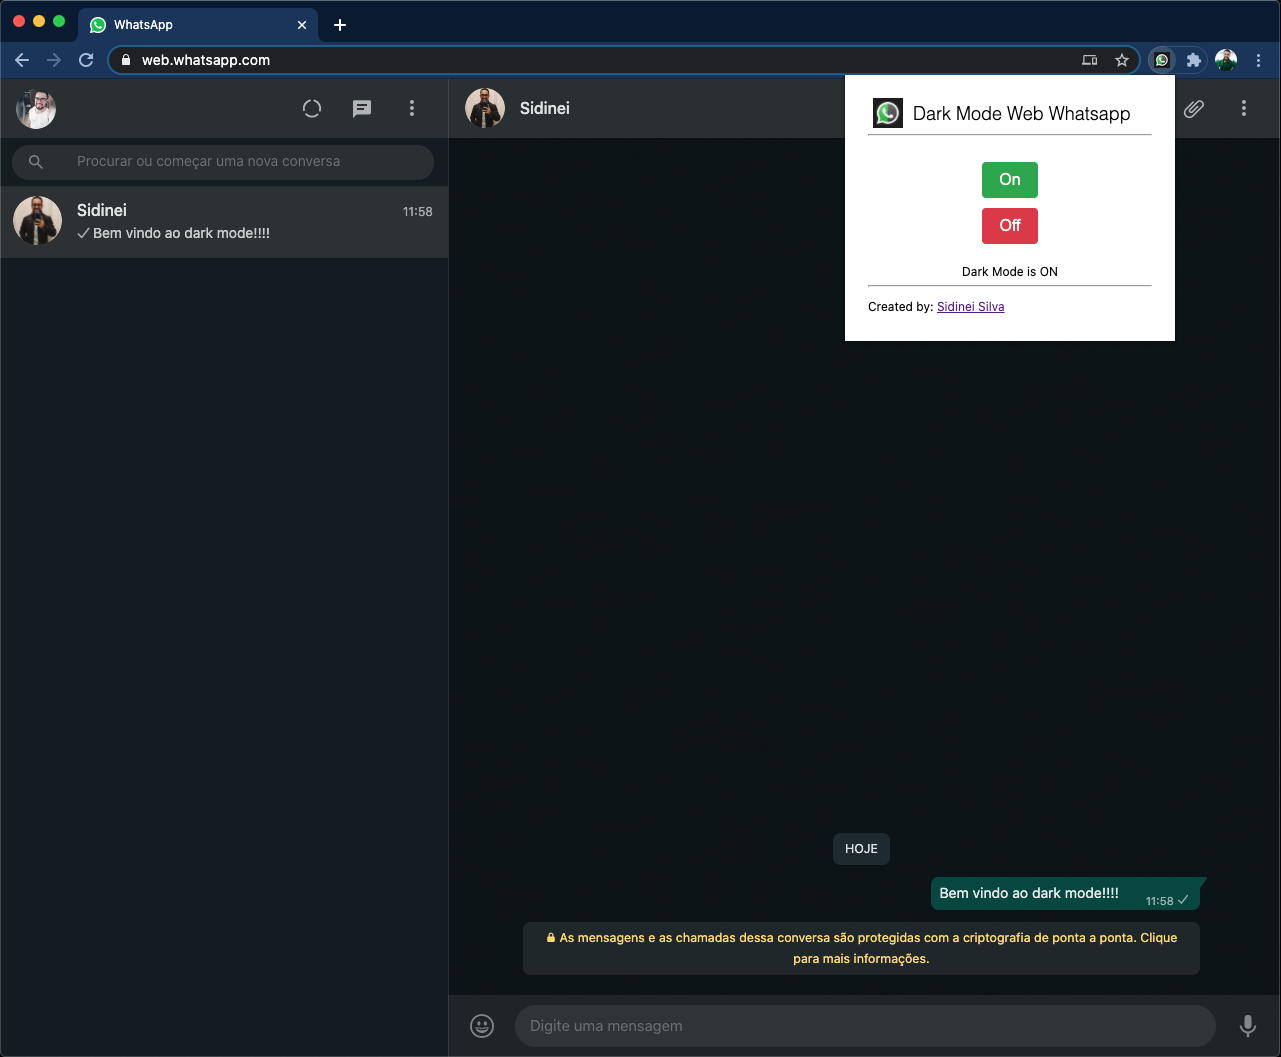 WhatsApp
web.whatsapp.com
Sidinei
Dark Mode Web Whatsapp
On
Off
Dark Mode is ON
Created by: Sidinei Silva
Procurar ou começar uma nova conversa
Sidinei
11:58
Bem vindo ao dark mode!!!!
HOJE
Bem vindo ao dark mode!!!!
11:58
As mensagens e as chamadas dessa conversa são protegidas com a criptografia de ponta a ponta. Clique
para mais informações.
Digite uma mensagem